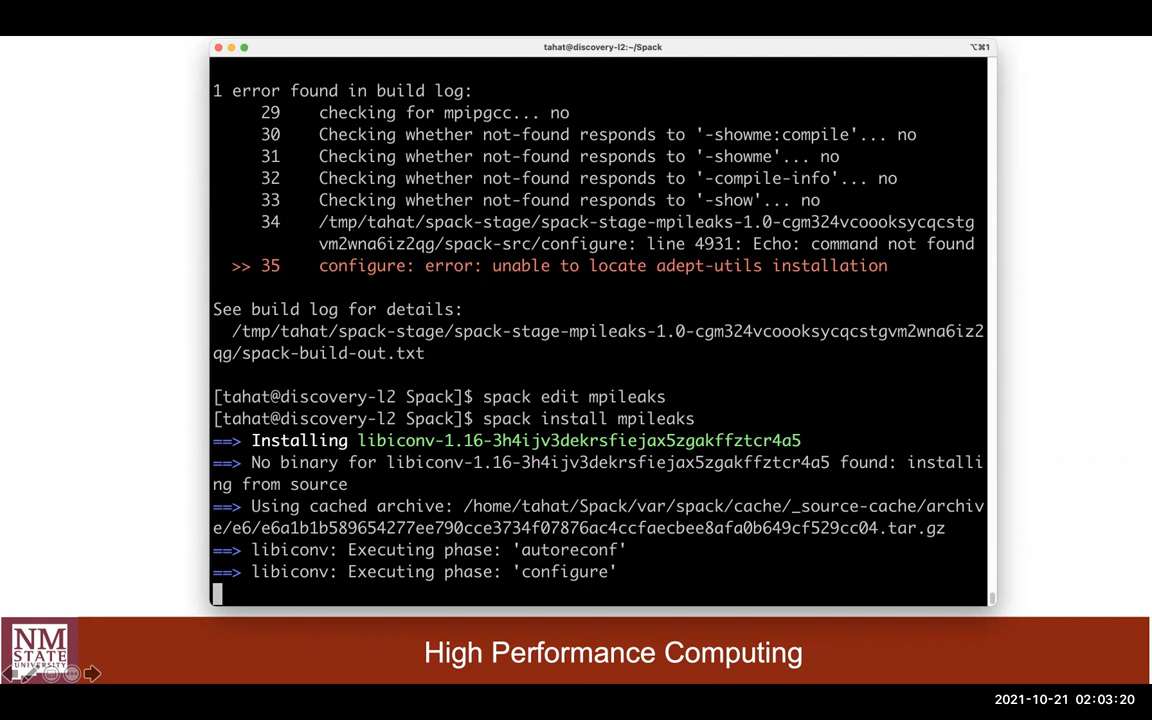 tahat@discovery-l2:~/Spack
⌥⌘1
1 error found in build log:
29 checking for mpipgcc... no
30 Checking whether not-found responds to '-showme:compile'... no
31 Checking whether not-found responds to '-showme'... no
32 Checking whether not-found responds to '-compile-info'... no
33 Checking whether not-found responds to '-show'... no
34 /tmp/tahat/spack-stage/spack-stage-mpileaks-1.0-cgm324vcoooksycqcstg
vm2wna6iz2qg/spack-src/configure: line 4931: Echo: command not found
>> 35 configure: error: unable to locate adept-utils installation
See build log for details:
/tmp/tahat/spack-stage/spack-stage-mpileaks-1.0-cgm324vcoooksycqcstgvm2wna6iz2
qg/spack-build-out.txt
[tahat@discovery-l2 Spack]$ spack edit mpileaks
[tahat@discovery-l2 Spack]$ spack install mpileaks
==> Installing libiconv-1.16-3h4ijv3dekrsfiejax5zgakffztcr4a5
==> No binary for libiconv-1.16-3h4ijv3dekrsfiejax5zgakffztcr4a5 found: installi
ng from source
==> Using cached archive: /home/tahat/Spack/var/spack/cache/_source-cache/archiv
e/e6/e6a1b1b589654277ee790cce3734f07876ac4ccfaecbee8afa0b649cf529cc04.tar.gz
==> libiconv: Executing phase: 'autoreconf'
==> libiconv: Executing phase: 'configure'
NM
STATE
UNIVERSITY
High Performance Computing
2021-10-21 02:03:20